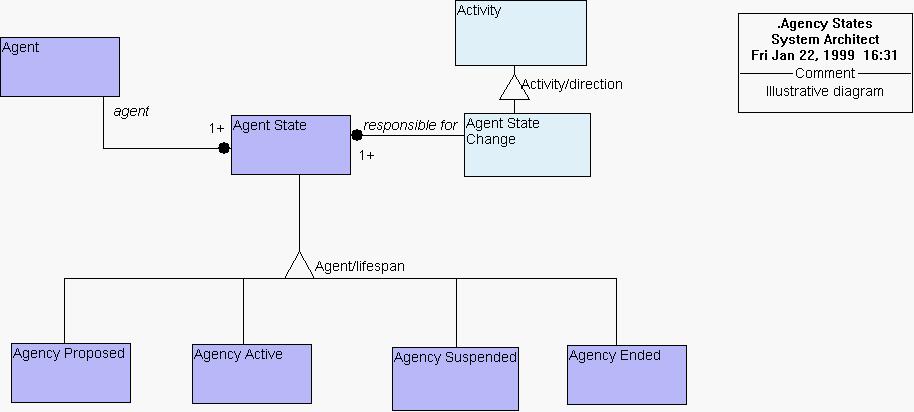 Activity
.Agency States
System Architect
Fri Jan 22, 1999 16:31
Comment
Illustrative diagram
Agent
Activity/direction
agent
1+
Agent State
responsible for
1+
Agent State
Change
Agent/lifespan
Agency Proposed
Agency Active
Agency Suspended
Agency Ended